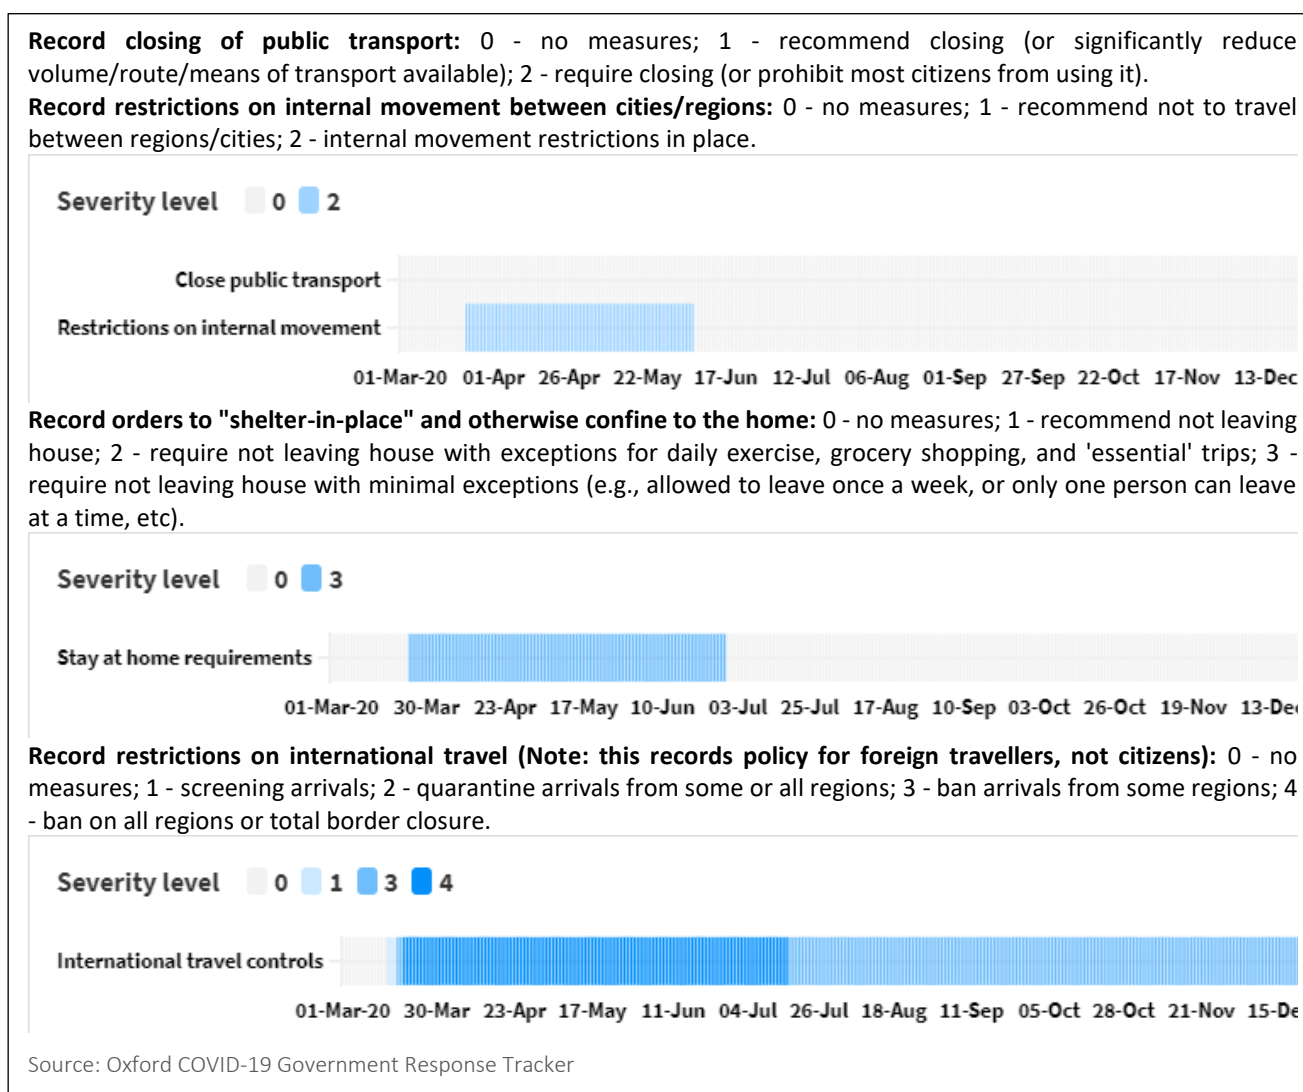 Record closing of public transport: 0 - no measures; 1 - recommend closing (or significantly reduce
volume/route/means of transport available); 2 - require closing (or prohibit most citizens from using it).
Record restrictions on internal movement between cities/regions: 0 - no measures; 1 - recommend not to travel
between regions/cities; 2 - internal movement restrictions in place.
Severity level 0 2
Close public transport
Restrictions on internal movement
01-Mar-20 01-Apr 26-Apr 22-May 17-Jun 12-Jul 06-Aug 01-Sep 27-Sep 22-Oct 17-Nov 13-Dec
Record orders to "shelter-in-place" and otherwise confine to the home: 0 - no measures; 1 - recommend not leaving
house; 2 - require not leaving house with exceptions for daily exercise, grocery shopping, and 'essential' trips; 3 -
require not leaving house with minimal exceptions (e.g., allowed to leave once a week, or only one person can leave
at a time, etc).
Severity level 0 3
Stay at home requirements
01-Mar-20 30-Mar 23-Apr 17-May 10-Jun 03-Jul 25-Jul 17-Aug 10-Sep 03-Oct 26-Oct 19-Nov 13-De
Record restrictions on international travel (Note: this records policy for foreign travellers, not citizens): 0 - no
measures; 1 - screening arrivals; 2 - quarantine arrivals from some or all regions; 3 - ban arrivals from some regions; 4
- ban on all regions or total border closure.
Severity level 0 1 3 4
International travel controls
01-Mar-20 30-Mar 23-Apr 17-May 11-Jun 04-Jul 26-Jul 18-Aug 11-Sep 05-Oct 28-Oct 21-Nov 15-De
Source: Oxford COVID-19 Government Response Tracker